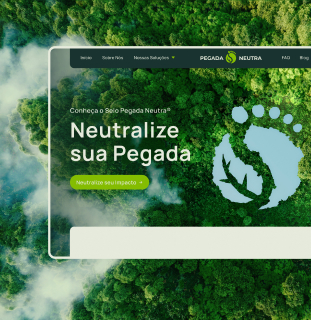 Início Sobre Nós Nossas Soluções PEGADA NEUTRA FAQ Blog
Conheça o Selo Pegada Neutra®
Neutralize
sua Pegada
Neutralize seu impacto →